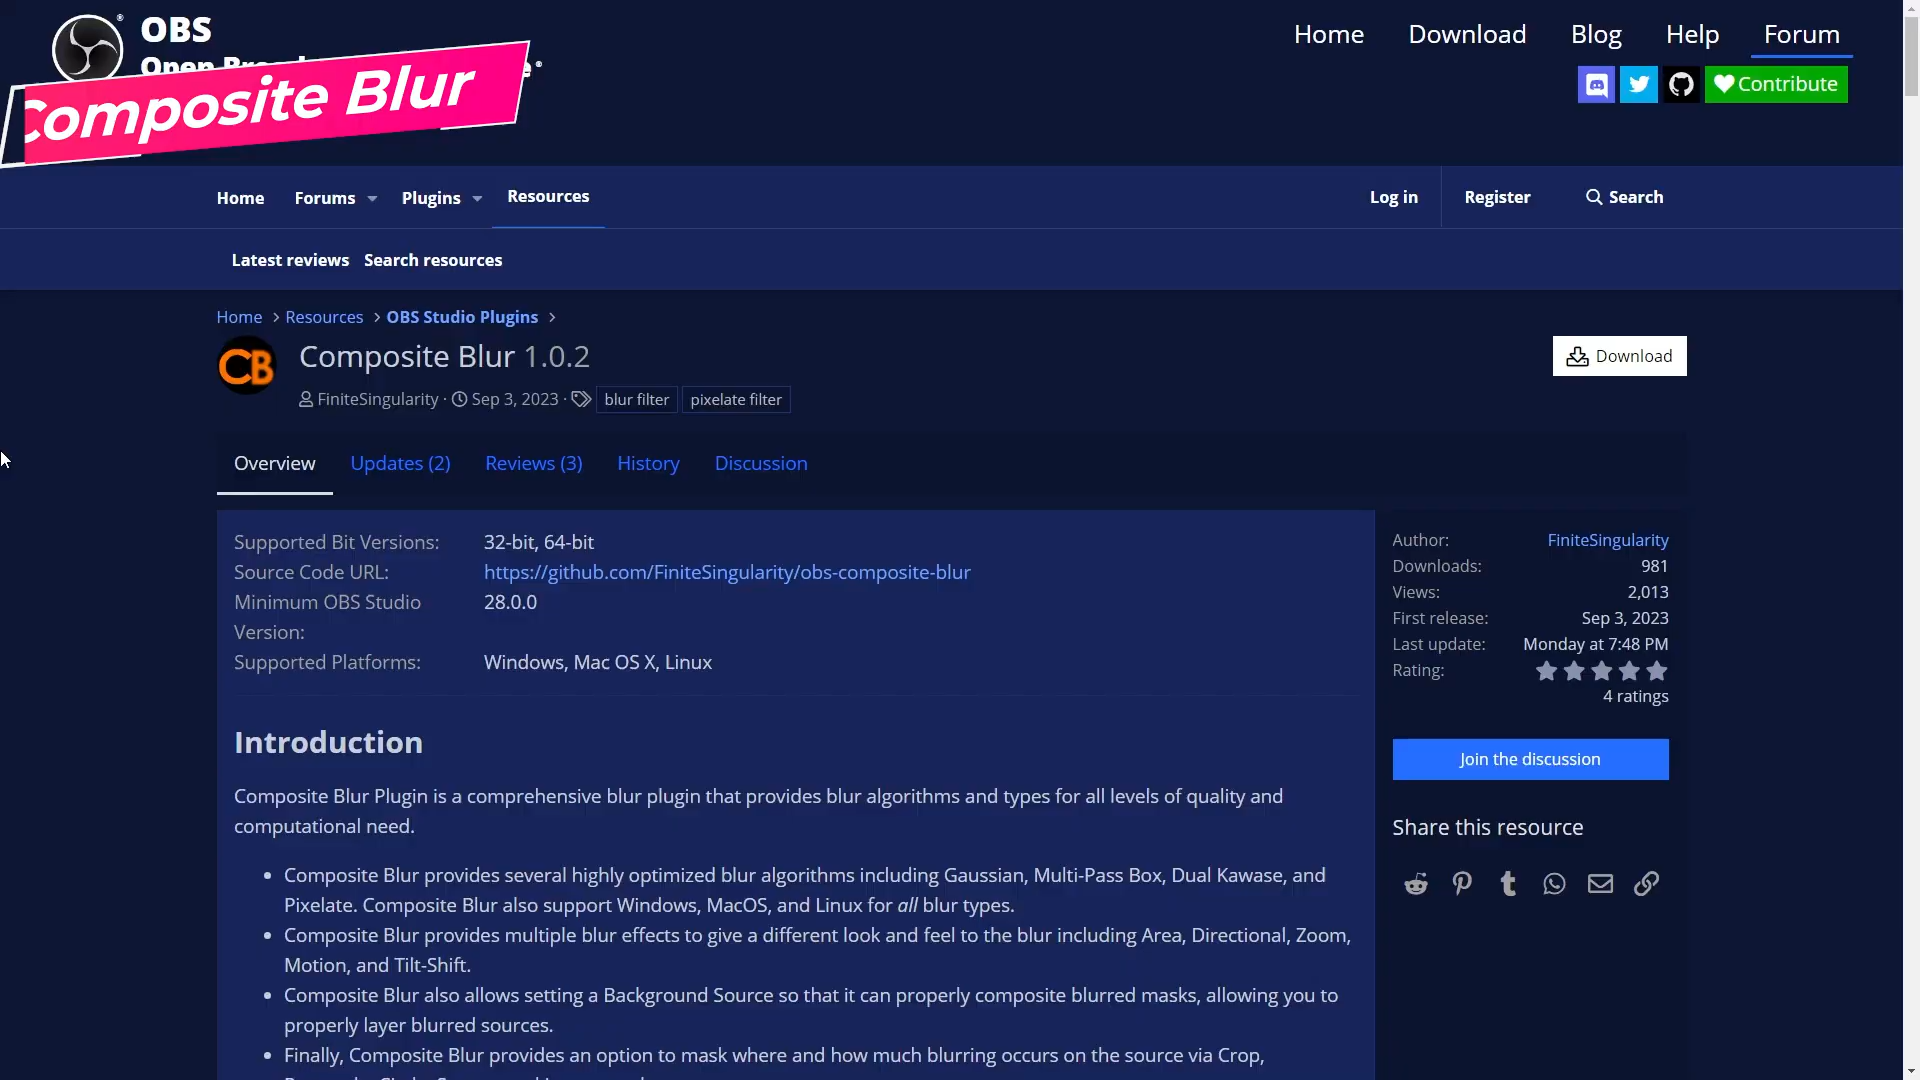 OBS
Composite Blur
Home Download Blog Help Forum
Contribute
Home Forums Plugins Resources
Log in Register Search
Latest reviews Search resources
Home > Resources > OBS Studio Plugins >
CB
Composite Blur 1.0.2
Download
FiniteSingularity · Sep 3, 2023 · blur filter pixelate filter
Overview Updates (2) Reviews (3) History Discussion
Supported Bit Versions: 32-bit, 64-bit
Source Code URL: https://github.com/FiniteSingularity/obs-composite-blur
Minimum OBS Studio 28.0.0
Version:
Supported Platforms: Windows, Mac OS X, Linux
Introduction
Composite Blur Plugin is a comprehensive blur plugin that provides blur algorithms and types for all levels of quality and
computational need.
• Composite Blur provides several highly optimized blur algorithms including Gaussian, Multi-Pass Box, Dual Kawase, and
Pixelate. Composite Blur also support Windows, MacOS, and Linux for all blur types.
• Composite Blur provides multiple blur effects to give a different look and feel to the blur including Area, Directional, Zoom,
Motion, and Tilt-Shift.
• Composite Blur also allows setting a Background Source so that it can properly composite blurred masks, allowing you to
properly layer blurred sources.
• Finally, Composite Blur provides an option to mask where and how much blurring occurs on the source via Crop,
Author: FiniteSingularity
Downloads: 981
Views: 2,013
First release: Sep 3, 2023
Last update: Monday at 7:48 PM
Rating:
4 ratings
Join the discussion
Share this resource